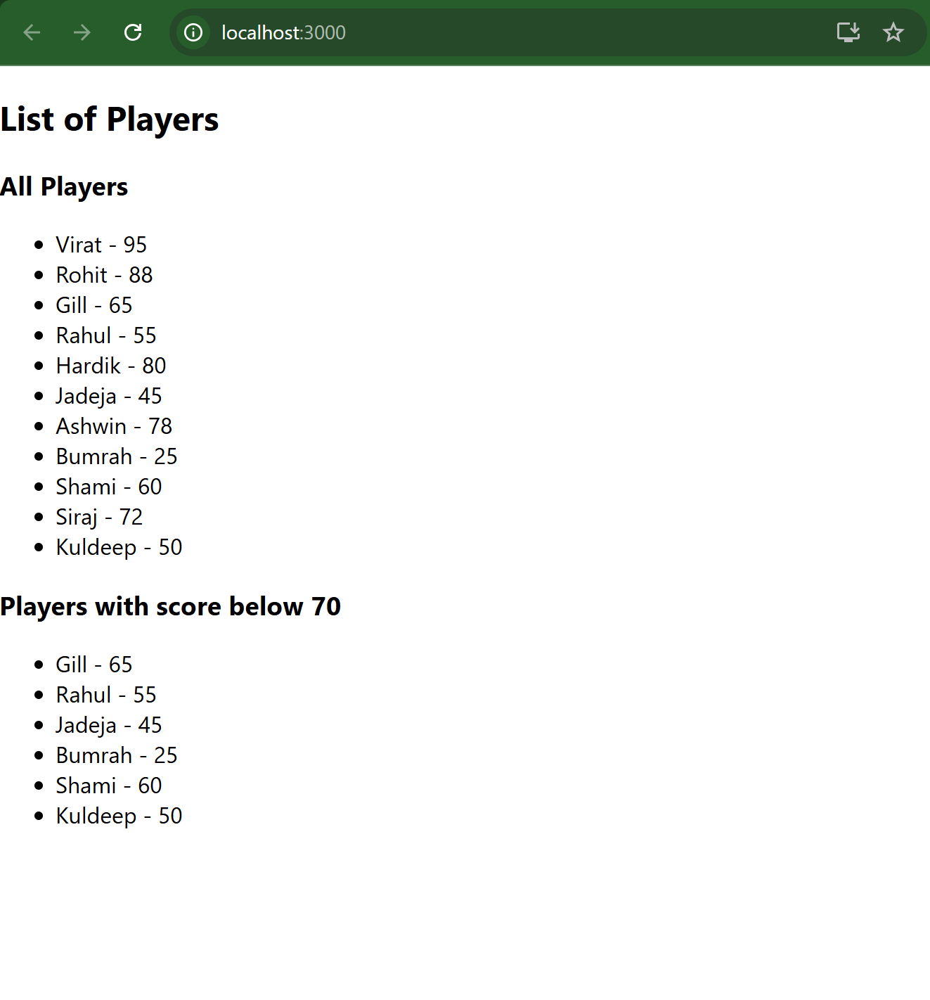 localhost:3000
List of Players
All Players
Virat - 95
Rohit - 88
Gill - 65
Rahul - 55
Hardik - 80
Jadeja - 45
Ashwin - 78
Bumrah - 25
Shami - 60
Siraj - 72
Kuldeep - 50
Players with score below 70
Gill - 65
Rahul - 55
Jadeja - 45
Bumrah - 25
Shami - 60
Kuldeep - 50